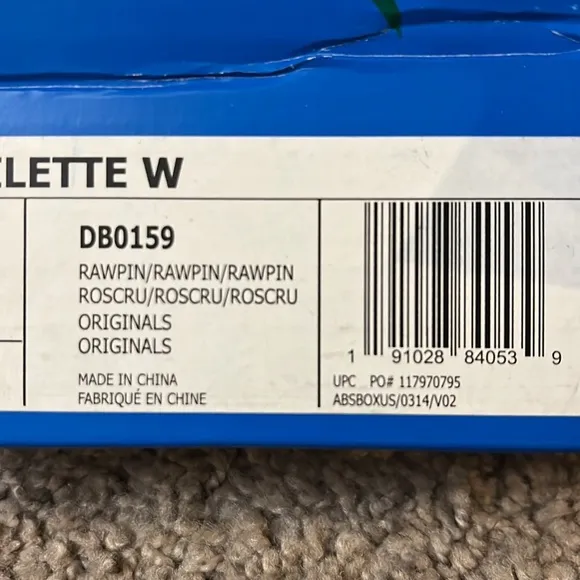 LETTE W
DB0159
RAWPIN/RAWPIN/RAWPIN
ROSCRU/ROSCRU/ROSCRU
ORIGINALS
ORIGINALS
MADE IN CHINA
FABRIQUÉ EN CHINE
1 91028 84053 9
UPC PO# 117970795
ABSBOXUS/0314/V02